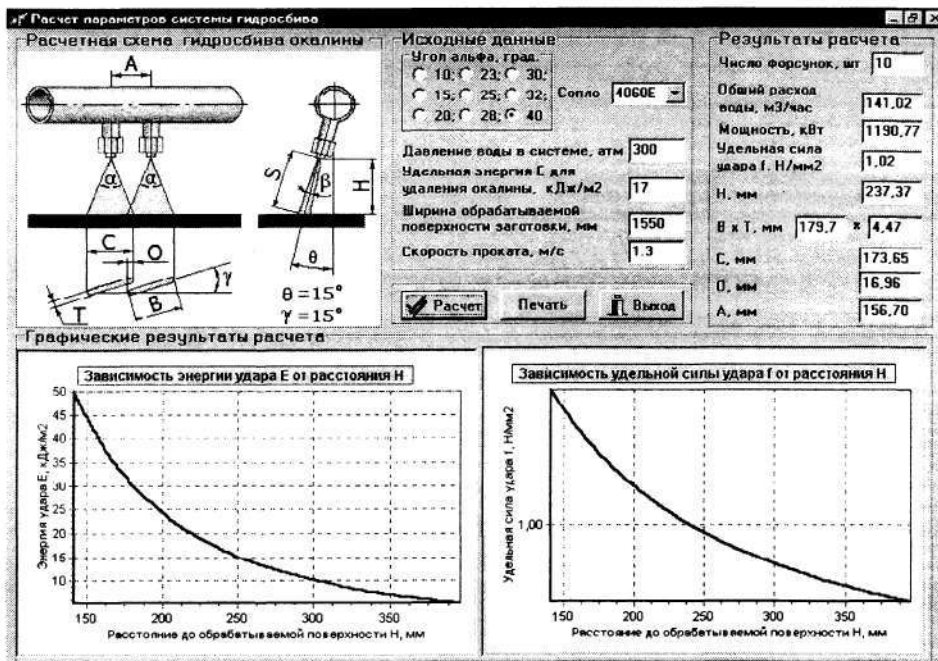 Расчет параметров системы гидросбива
Расчетная схема гидросбива окалины
A
α α
S
β
H
C O
θ
γ
T B
θ = 15°
γ = 15°
Исходные данные
Угол альфа, град.
10; 23; 30;
15; 25; 32;
20; 28; 40
Сопло 4060E
Давление воды в системе, атм 300
Удельная энергия E для
удаления окалины, кДж/м2 17
Ширина обрабатываемой
поверхности заготовки, мм 1550
Скорость проката, м/с 1.3
Расчет Печать Выход
Результаты расчета
Число форсунок, шт 10
Общий расход
воды, м3/час 141,02
Мощность, кВт 1190,77
Удельная сила
удара f, Н/мм2 1,02
H, мм 237,37
B x T, мм 179,7 x 4,47
C, мм 173,65
O, мм 16,96
A, мм 156,70
Графические результаты расчета
Зависимость энергии удара E от расстояния H
Энергия удара E, кДж/м2
50
45
40
35
30
25
20
15
10
150 200 250 300 350
Расстояние до обрабатываемой поверхности H, мм
Зависимость удельной силы удара f от расстояния H
Удельная сила удара f, Н/мм2
1,00
150 200 250 300 350
Расстояние до обрабатываемой поверхности H, мм